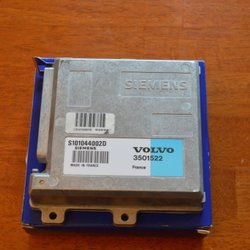 SIEMENS
S101044002D
SIEMENS
MADE IN FRANCE
VOLVO
3501522
France